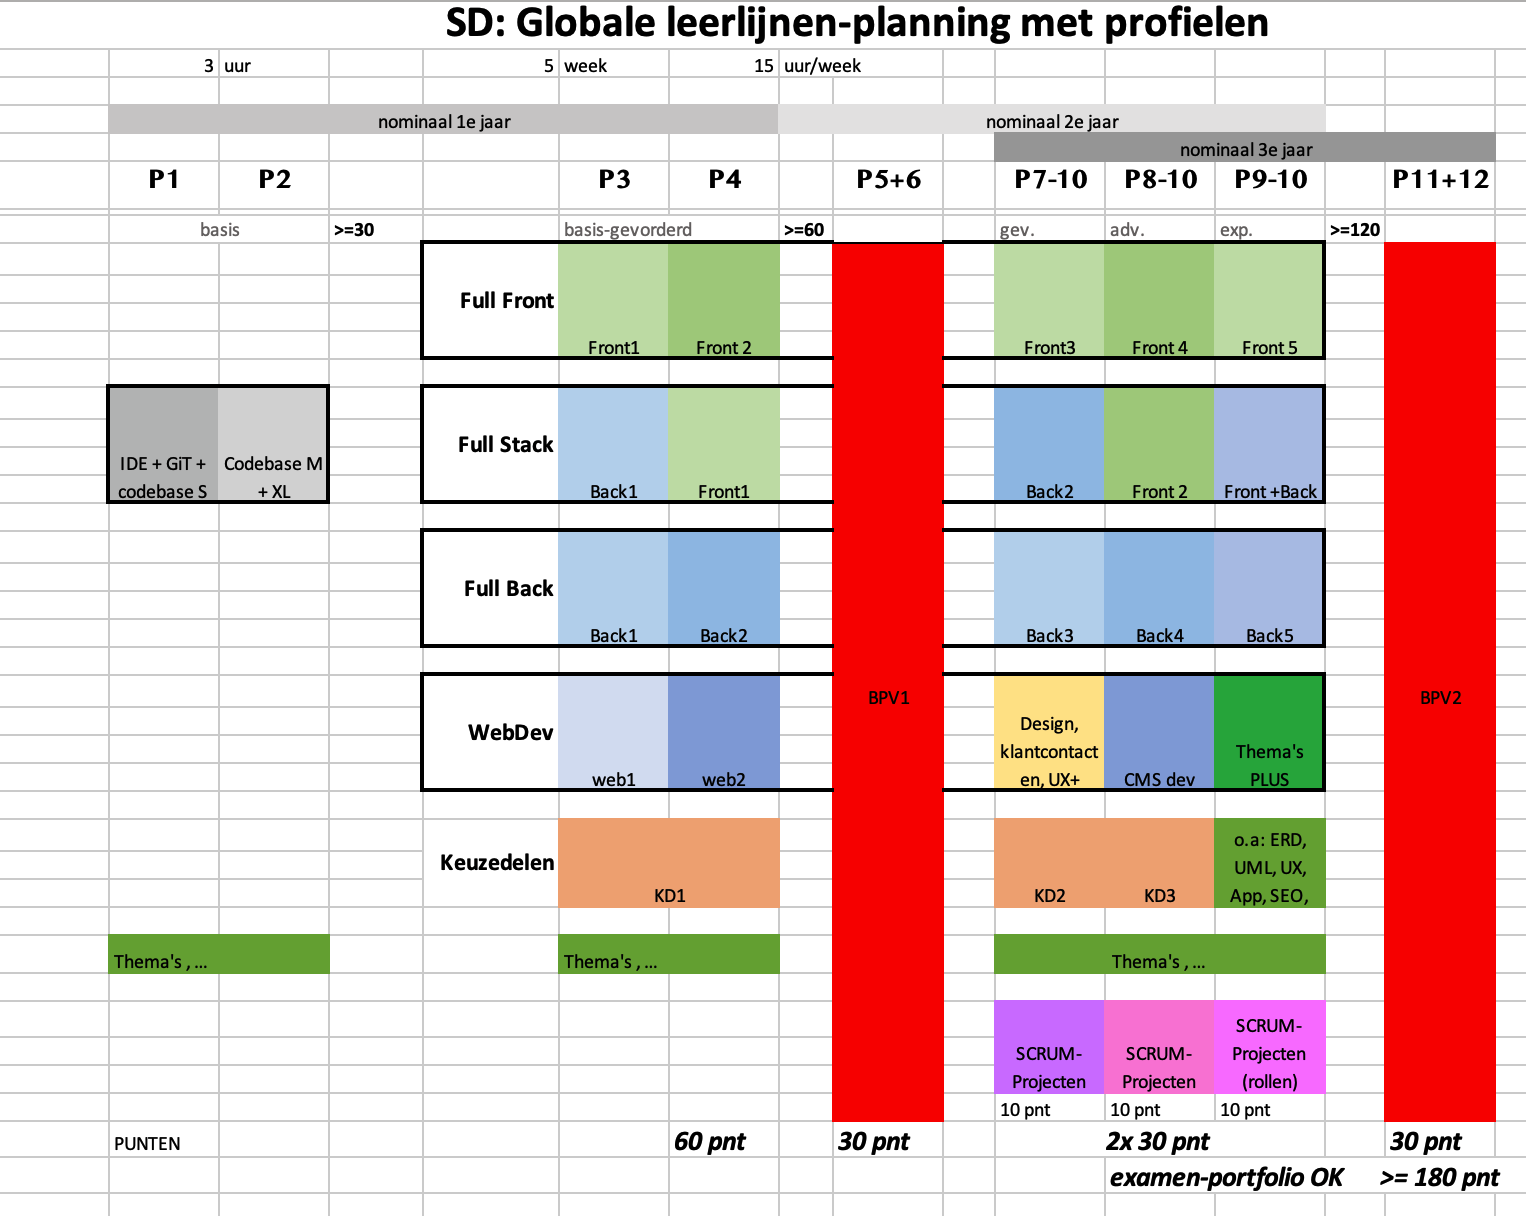 SD: Globale leerlijnen-planning met profielen
3 uur 5 week 15 uur/week
nominaal 1e jaar nominaal 2e jaar
nominaal 3e jaar
P1 P2 P3 P4 P5+6 P7-10 P8-10 P9-10 P11+12
basis >=30 basis-gevorderd >=60 gev. adv. exp. >=120
Full Front
Front1 Front 2 Front3 Front 4 Front 5
Full Stack
IDE + GiT + Codebase M
codebase S + XL Back1 Front1 Back2 Front 2 Front +Back
Full Back
Back1 Back2 Back3 Back4 Back5
BPV1 BPV2
WebDev
Design,
klantcontact Thema's
web1 web2 en, UX+ CMS dev PLUS
Keuzedelen
o.a: ERD,
UML, UX,
KD1 KD2 KD3 App, SEO,
Thema's , ... Thema's , ... Thema's , ...
SCRUM-
SCRUM- SCRUM- Projecten
Projecten Projecten (rollen)
10 pnt 10 pnt 10 pnt
PUNTEN 60 pnt 30 pnt 2x 30 pnt 30 pnt
examen-portfolio OK >= 180 pnt